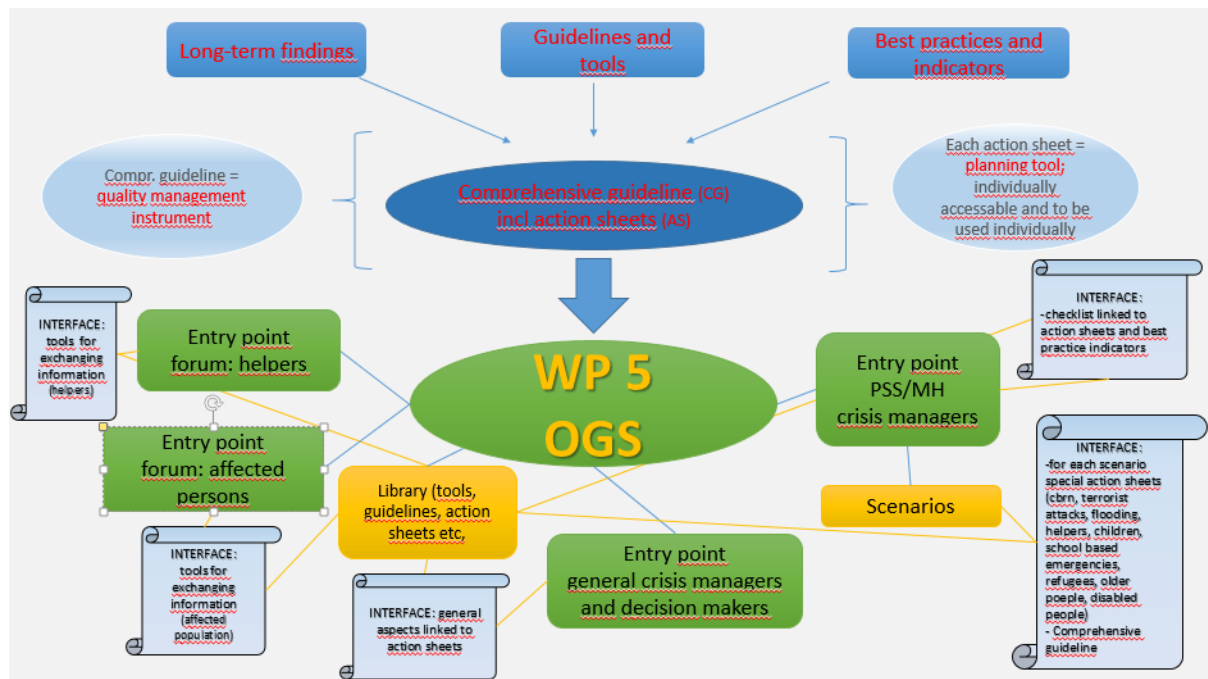 Long-term findings
Guidelines and
tools
Best practices and
indicators
Compr. guideline =
quality management
instrument
Comprehensive guideline (CG)
incl action sheets (AS)
Each action sheet =
planning tool;
individually
accessable and to be
used individually
INTERFACE:
tools for
exchanging
information
(helpers)
Entry point
forum: helpers
WP 5
OGS
Entry point
PSS/MH
crisis managers
INTERFACE:
-checklist linked to
action sheets and best
practice indicators
Entry point
forum: affected
persons
Library (tools,
guidelines, action
sheets etc,
Scenarios
INTERFACE:
-for each scenario
special action sheets
(cbrn, terrorist
attacks, flooding,
helpers, children,
school based
emergencies,
refugees, older
poeple, disabled
people)
- Comprehensive
guideline
INTERFACE:
tools for
exchanging
information
(affected
population)
INTERFACE: general
aspects linked to
action sheets
Entry point
general crisis managers
and decision makers